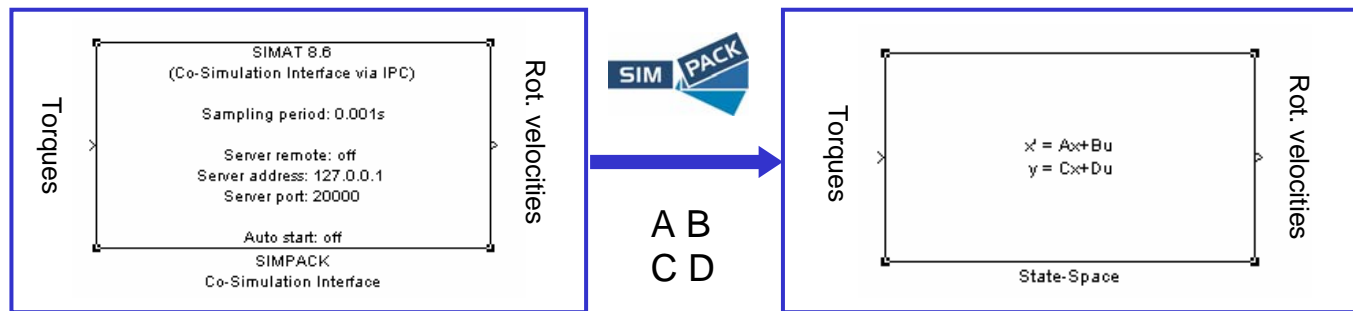 Torques
SIMAT 8.6
(Co-Simulation Interface via IPC)
Sampling period: 0.001s
Server remote: off
Server address: 127.0.0.1
Server port: 20000
Auto start: off
SIMPACK
Co-Simulation Interface
Rot. velocities
SIM PACK
A B
C D
Torques
x' = Ax+Bu
y = Cx+Du
State-Space
Rot. velocities